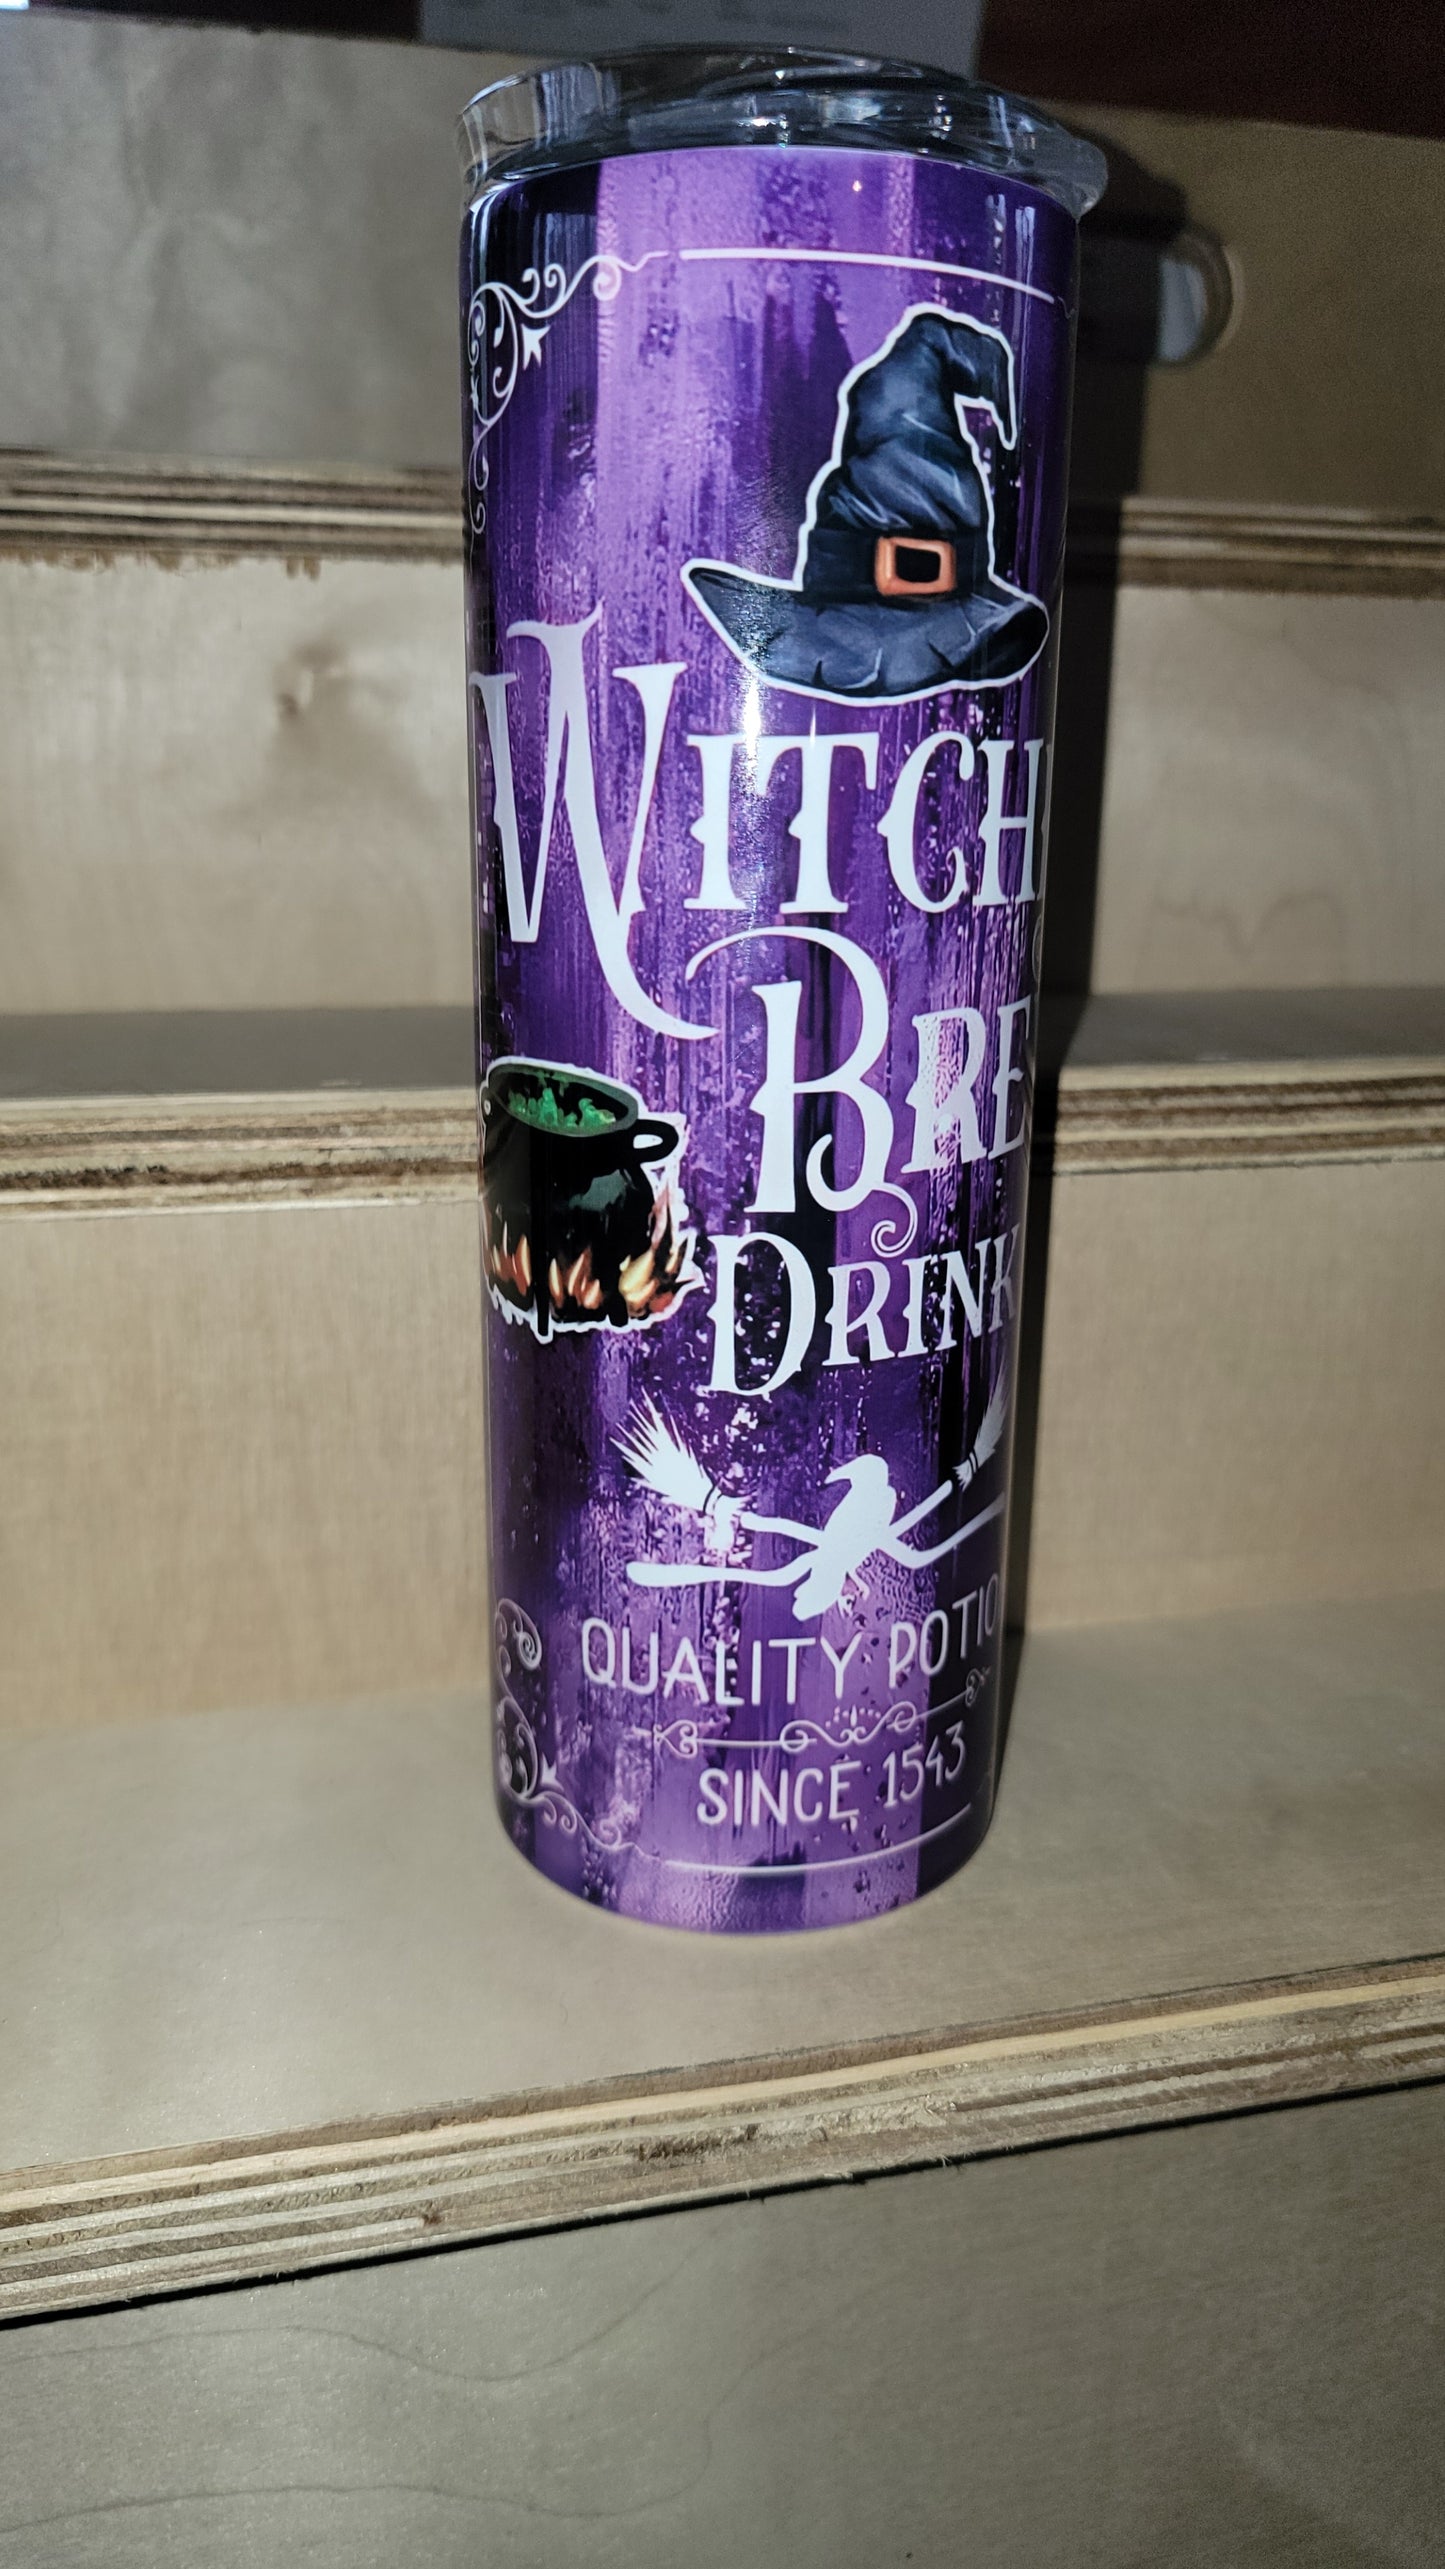 WITCH
BRE
DRINK
QUALITY POTIO
SINCE 1543